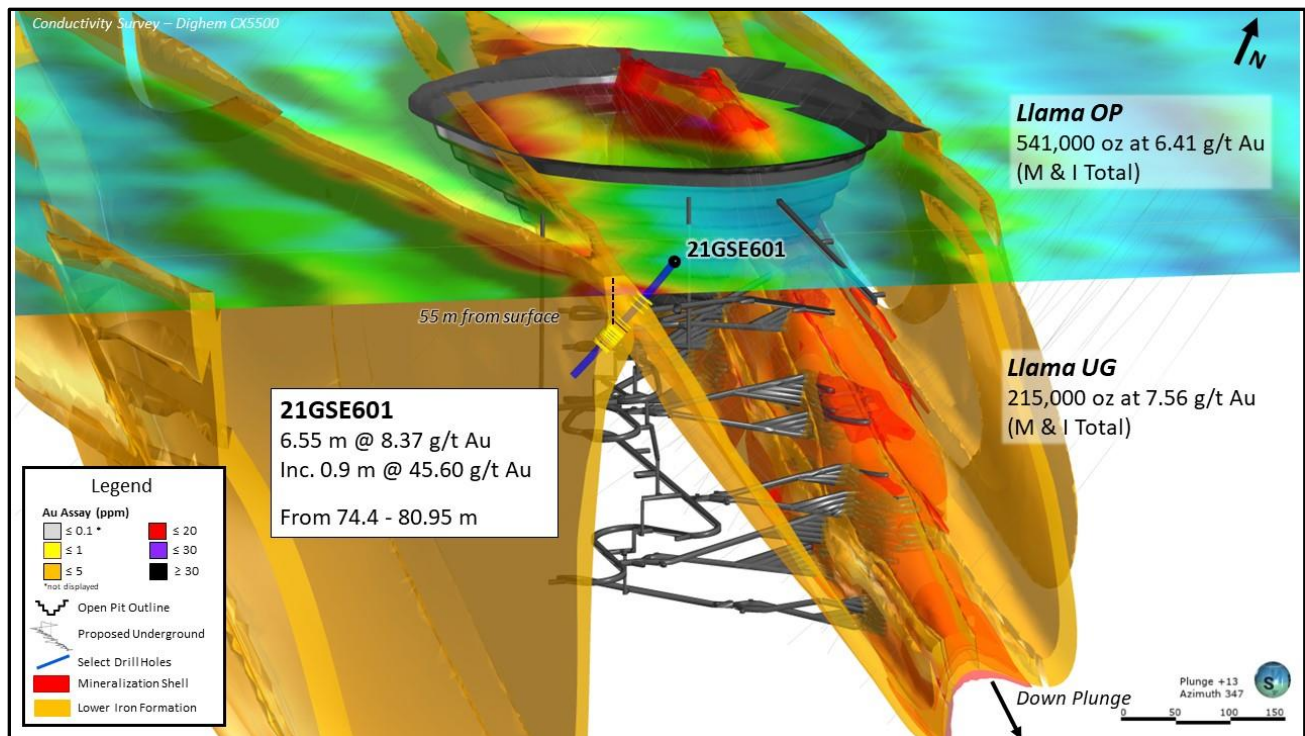 Conductivity Survey – Dighem CX5500
N
Llama OP
541,000 oz at 6.41 g/t Au
(M & I Total)
21GSE601
55 m from surface
Llama UG
215,000 oz at 7.56 g/t Au
(M & I Total)
21GSE601
6.55 m @ 8.37 g/t Au
Inc. 0.9 m @ 45.60 g/t Au
From 74.4 - 80.95 m
Legend
Au Assay (ppm)
≤ 0.1 * ≤ 20
≤ 1 ≤ 30
≤ 5 ≥ 30
*not displayed
Open Pit Outline
Proposed Underground
Select Drill Holes
Mineralization Shell
Lower Iron Formation
Down Plunge
Plunge +13
Azimuth 347
S
0 50 100 150